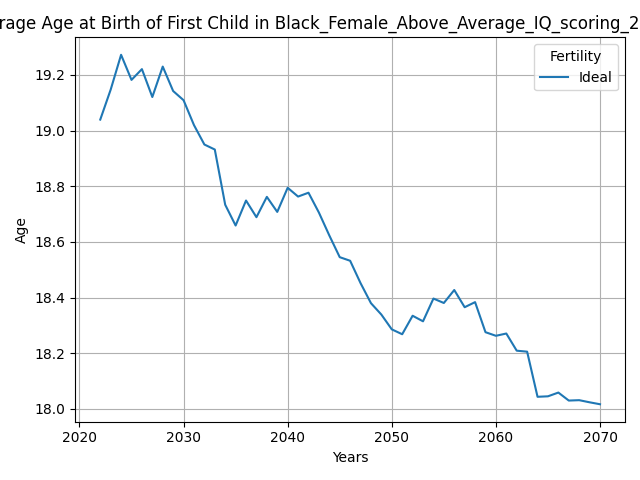 rage Age at Birth of First Child in Black_Female_Above_Average_IQ_scoring_2
Fertility
Ideal
19.2
19.0
18.8
18.6
18.4
18.2
18.0
Age
2020 2030 2040 2050 2060 2070
Years